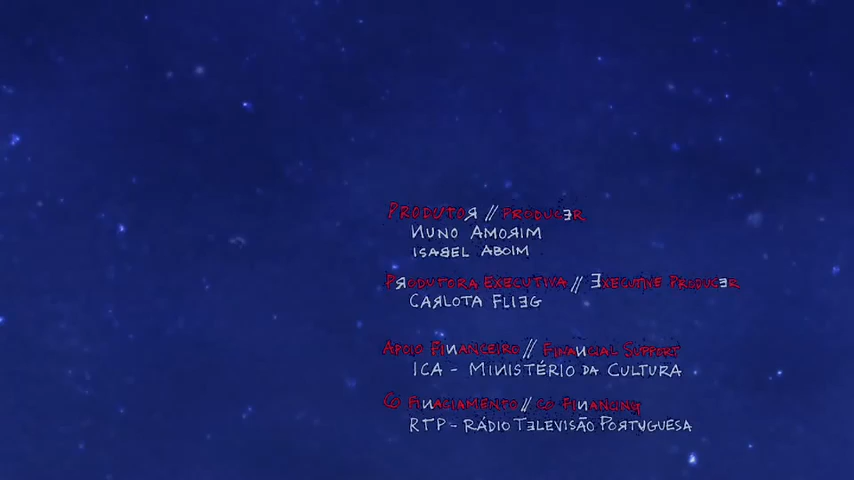 PRODUTOR // PRODUCER
NUNO AMORIM
ISABEL ABOIM
PRODUTORA EXECUTIVA // EXECUTIVE PRODUCER
CARLOTA FLIEG
APOIO FINANCEIRO // FINANCIAL SUPPORT
ICA - MINISTÉRIO DA CULTURA
CO FINACIAMENTO // CO FINANCING
RTP - RÁDIO TELEVISÃO PORTUGUESA